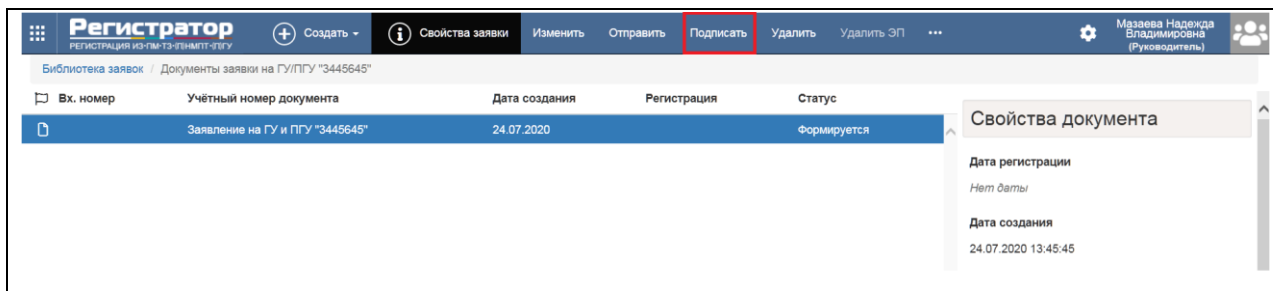 Регистратор
РЕГИСТРАЦИЯ ИЗ-ПМ-ТЗ-(П)НМПТ-(П)ГУ
Создать
Свойства заявки
Изменить
Отправить
Подписать
Удалить
Удалить ЭП
Мазаева Надежда
Владимировна
(Руководитель)
Библиотека заявок / Документы заявки на ГУ/ПГУ "3445645"
Вх. номер Учётный номер документа Дата создания Регистрация Статус
Заявление на ГУ и ПГУ "3445645" 24.07.2020 Формируется
Свойства документа
Дата регистрации
Нет даты
Дата создания
24.07.2020 13:45:45